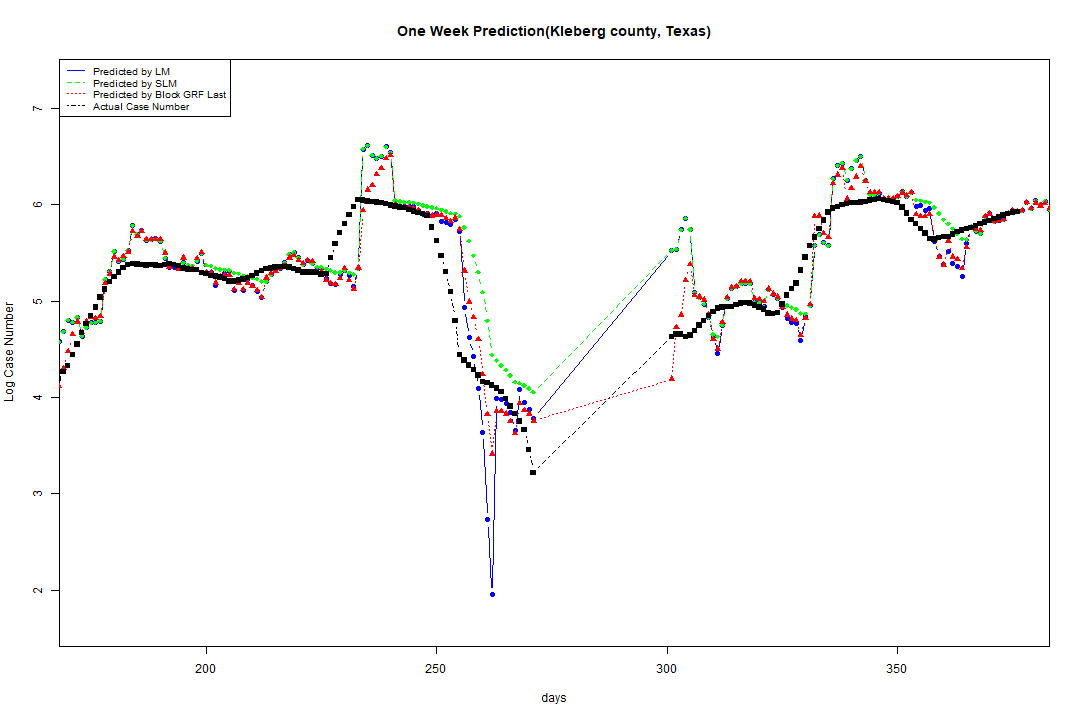 One Week Prediction(Kleberg county, Texas)
Predicted by LM
Predicted by SLM
Predicted by Block GRF Last
Actual Case Number
Log Case Number
7
6
5
4
3
2
200
250
300
350
days